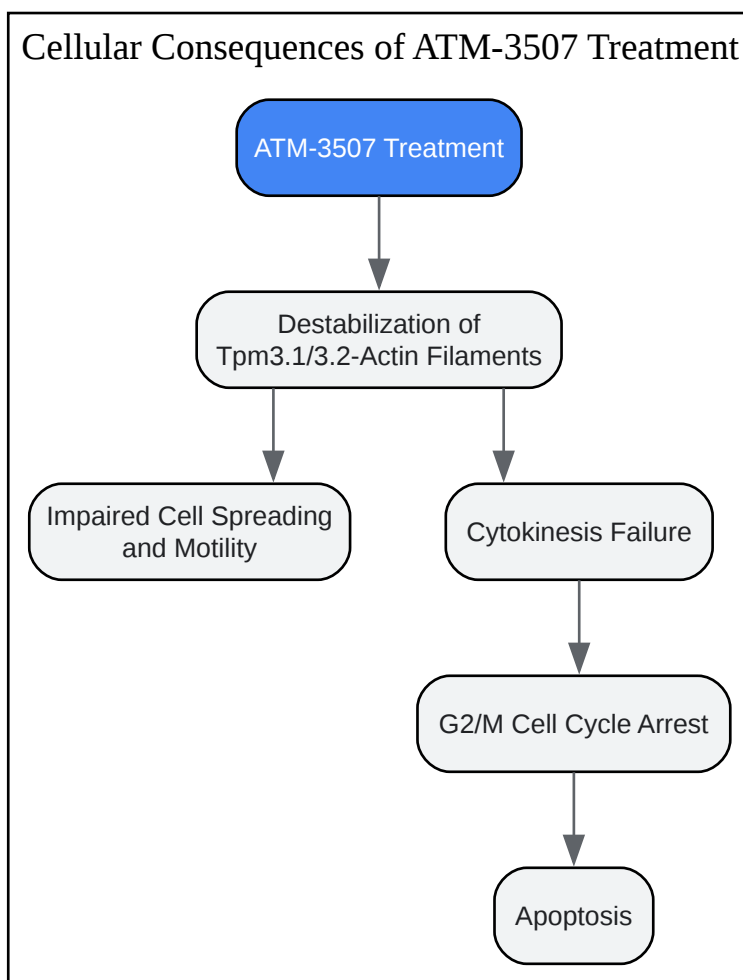 Cellular Consequences of ATM-3507 Treatment
ATM-3507 Treatment
Destabilization of
Tpm3.1/3.2-Actin Filaments
Impaired Cell Spreading
and Motility
Cytokinesis Failure
G2/M Cell Cycle Arrest
Apoptosis